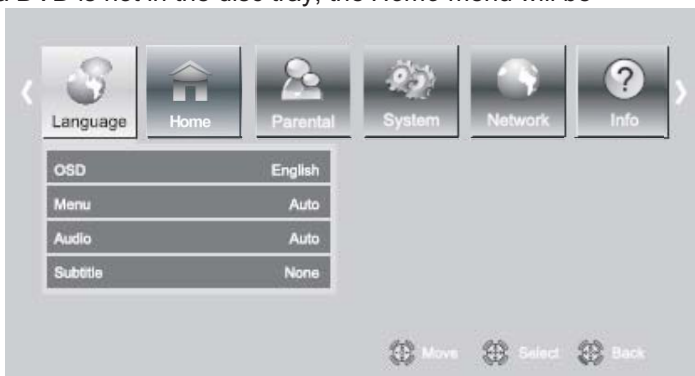 a DVD is not in the disc tray, the Home menu will be
Language Home Parental System Network Info
OSD English
Menu Auto
Audio Auto
Subtitle None
Move Select Back